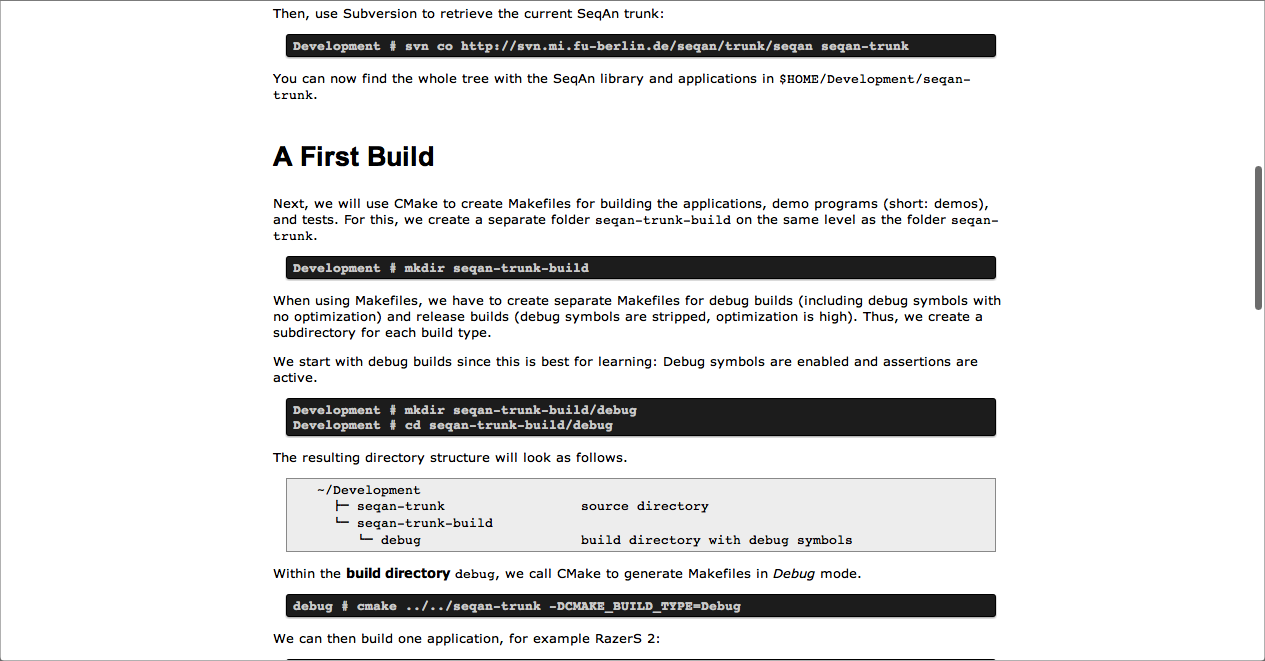 Then, use Subversion to retrieve the current SeqAn trunk:
Development # svn co http://svn.mi.fu-berlin.de/seqan/trunk/seqan seqan-trunk
You can now find the whole tree with the SeqAn library and applications in $HOME/Development/seqan-
trunk.
A First Build
Next, we will use CMake to create Makefiles for building the applications, demo programs (short: demos),
and tests. For this, we create a separate folder seqan-trunk-build on the same level as the folder seqan-
trunk.
Development # mkdir seqan-trunk-build
When using Makefiles, we have to create separate Makefiles for debug builds (including debug symbols with
no optimization) and release builds (debug symbols are stripped, optimization is high). Thus, we create a
subdirectory for each build type.
We start with debug builds since this is best for learning: Debug symbols are enabled and assertions are
active.
Development # mkdir seqan-trunk-build/debug
Development # cd seqan-trunk-build/debug
The resulting directory structure will look as follows.
~/Development
├─ seqan-trunk source directory
└─ seqan-trunk-build
└─ debug build directory with debug symbols
Within the build directory debug, we call CMake to generate Makefiles in Debug mode.
debug # cmake ../../seqan-trunk -DCMAKE_BUILD_TYPE=Debug
We can then build one application, for example RazerS 2: